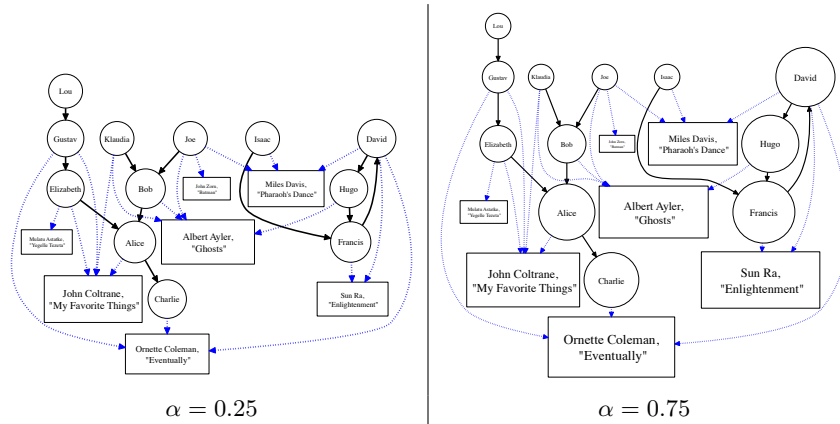 Lou
Gustav
Klaudia
Joe
Isaac
David
Elizabeth
Bob
John Zorn,
"Batman"
Miles Davis,
"Pharaoh's Dance"
Hugo
Mulatu Astatke,
"Yegelle Tezeta"
Alice
Albert Ayler,
"Ghosts"
Francis
John Coltrane,
"My Favorite Things"
Charlie
Sun Ra,
"Enlightenment"
Ornette Coleman,
"Eventually"
α = 0.25
Lou
Gustav
Klaudia
Joe
Isaac
David
Elizabeth
Bob
John Zorn,
"Batman"
Miles Davis,
"Pharaoh's Dance"
Hugo
Mulatu Astatke,
"Yegelle Tezeta"
Alice
Albert Ayler,
"Ghosts"
Francis
John Coltrane,
"My Favorite Things"
Charlie
Sun Ra,
"Enlightenment"
Ornette Coleman,
"Eventually"
α = 0.75